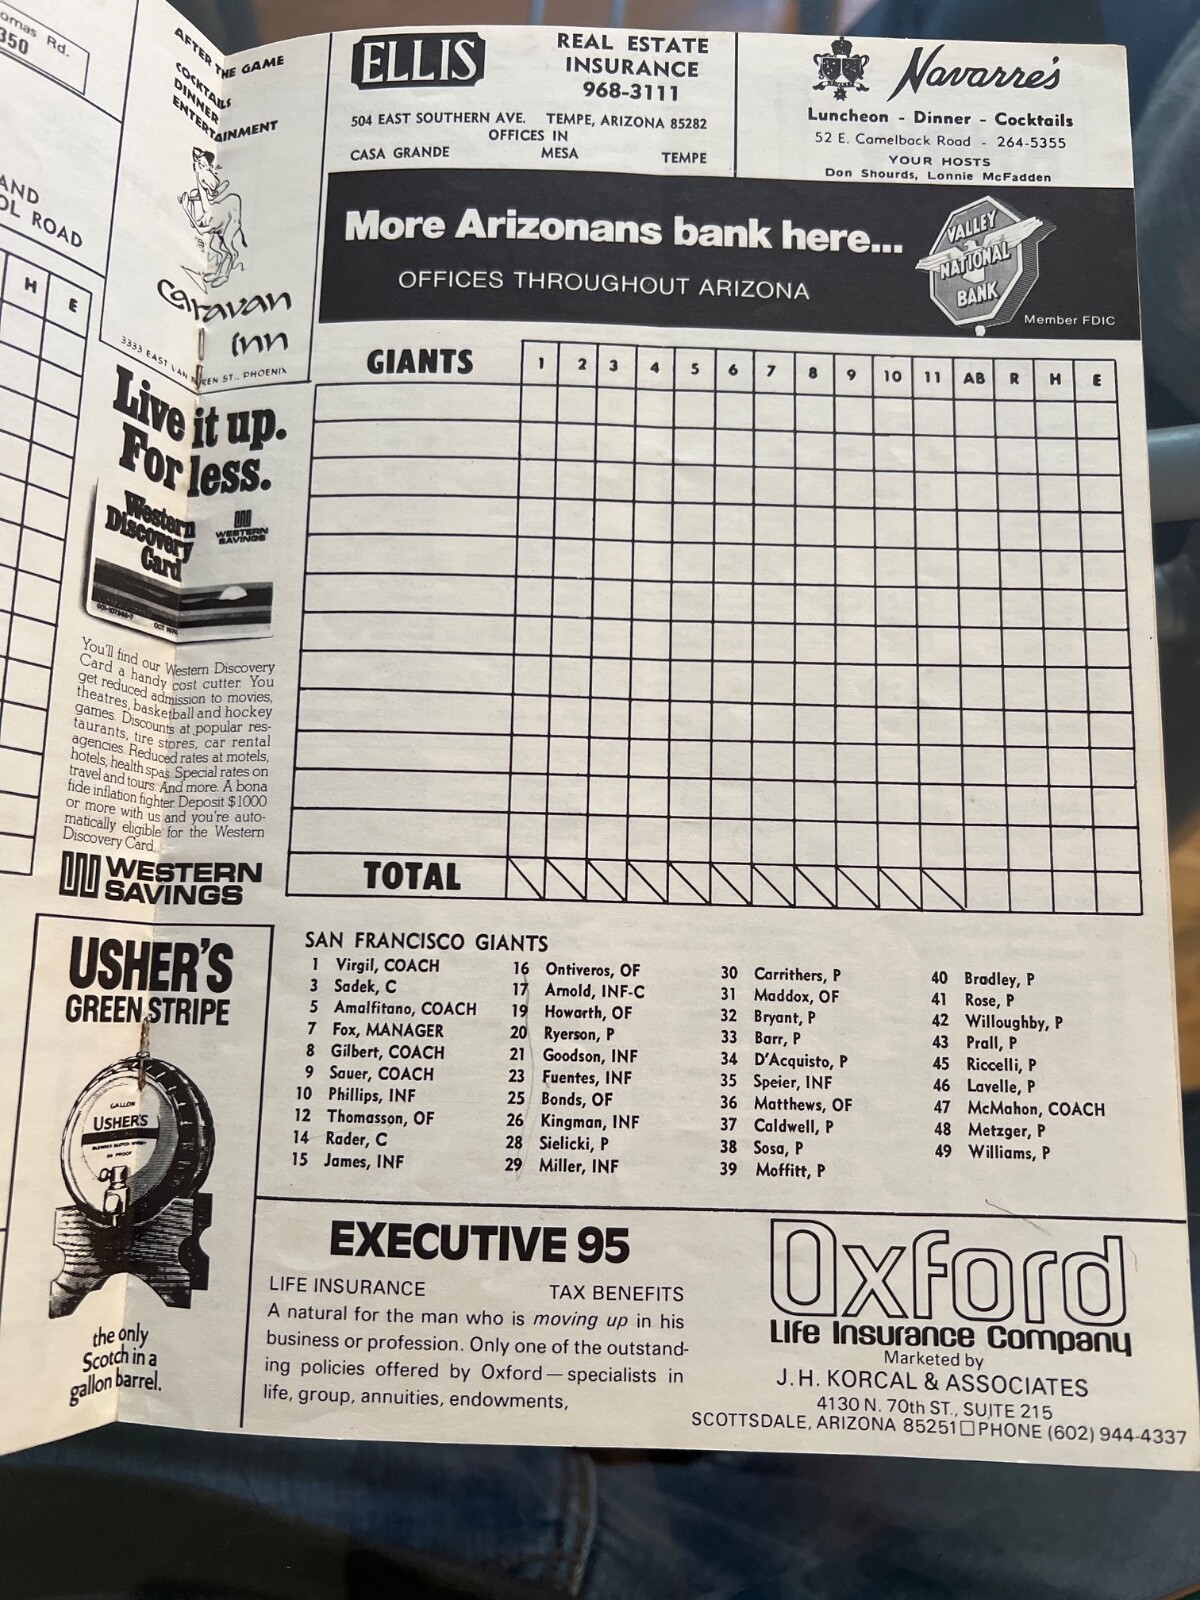 omas Rd.
350
AND
OL ROAD
H E
AFTER THE GAME
COCKTAILS
DINNER
ENTERTAINMENT
Caravan
Inn
3333 EAST VAN BUREN ST., PHOENIX
Live it up.
For less.
Western
Discovery
Card
WESTERN
SAVINGS
You'll find our Western Discovery
Card a handy cost cutter. You
get reduced admission to movies,
theatres, basketball and hockey
games. Discounts at popular res-
taurants, tire stores, car rental
agencies. Reduced rates at motels,
hotels, health spas. Special rates on
travel and tours. And more. A bona
fide inflation fighter. Deposit $1000
or more with us and you're auto-
matically eligible for the Western
Discovery Card.
WESTERN
SAVINGS
USHER'S
GREEN STRIPE
GALLON
USHER'S
the only
Scotch in a
gallon barrel.
ELLIS
REAL ESTATE
INSURANCE
968-3111
504 EAST SOUTHERN AVE. TEMPE, ARIZONA 85282
OFFICES IN
CASA GRANDE MESA TEMPE
Navarre's
Luncheon - Dinner - Cocktails
52 E. Camelback Road - 264-5355
YOUR HOSTS
Don Shourds, Lonnie McFadden
More Arizonans bank here...
OFFICES THROUGHOUT ARIZONA
VALLEY
NATIONAL
BANK
Member FDIC
GIANTS 1 2 3 4 5 6 7 8 9 10 11 AB R H E
TOTAL
SAN FRANCISCO GIANTS
1 Virgil, COACH
3 Sadek, C
5 Amalfitano, COACH
7 Fox, MANAGER
8 Gilbert, COACH
9 Sauer, COACH
10 Phillips, INF
12 Thomasson, OF
14 Rader, C
15 James, INF
16 Ontiveros, OF
17 Arnold, INF-C
19 Howarth, OF
20 Ryerson, P
21 Goodson, INF
23 Fuentes, INF
25 Bonds, OF
26 Kingman, INF
28 Sielicki, P
29 Miller, INF
30 Carrithers, P
31 Maddox, OF
32 Bryant, P
33 Barr, P
34 D'Acquisto, P
35 Speier, INF
36 Matthews, OF
37 Caldwell, P
38 Sosa, P
39 Moffitt, P
40 Bradley, P
41 Rose, P
42 Willoughby, P
43 Prall, P
45 Riccelli, P
46 Lavelle, P
47 McMahon, COACH
48 Metzger, P
49 Williams, P
EXECUTIVE 95
LIFE INSURANCE TAX BENEFITS
A natural for the man who is moving up in his
business or profession. Only one of the outstand-
ing policies offered by Oxford — specialists in
life, group, annuities, endowments,
Oxford
Life Insurance Company
Marketed by
J. H. KORCAL & ASSOCIATES
4130 N. 70th ST., SUITE 215
SCOTTSDALE, ARIZONA 85251 □ PHONE (602) 944-4337